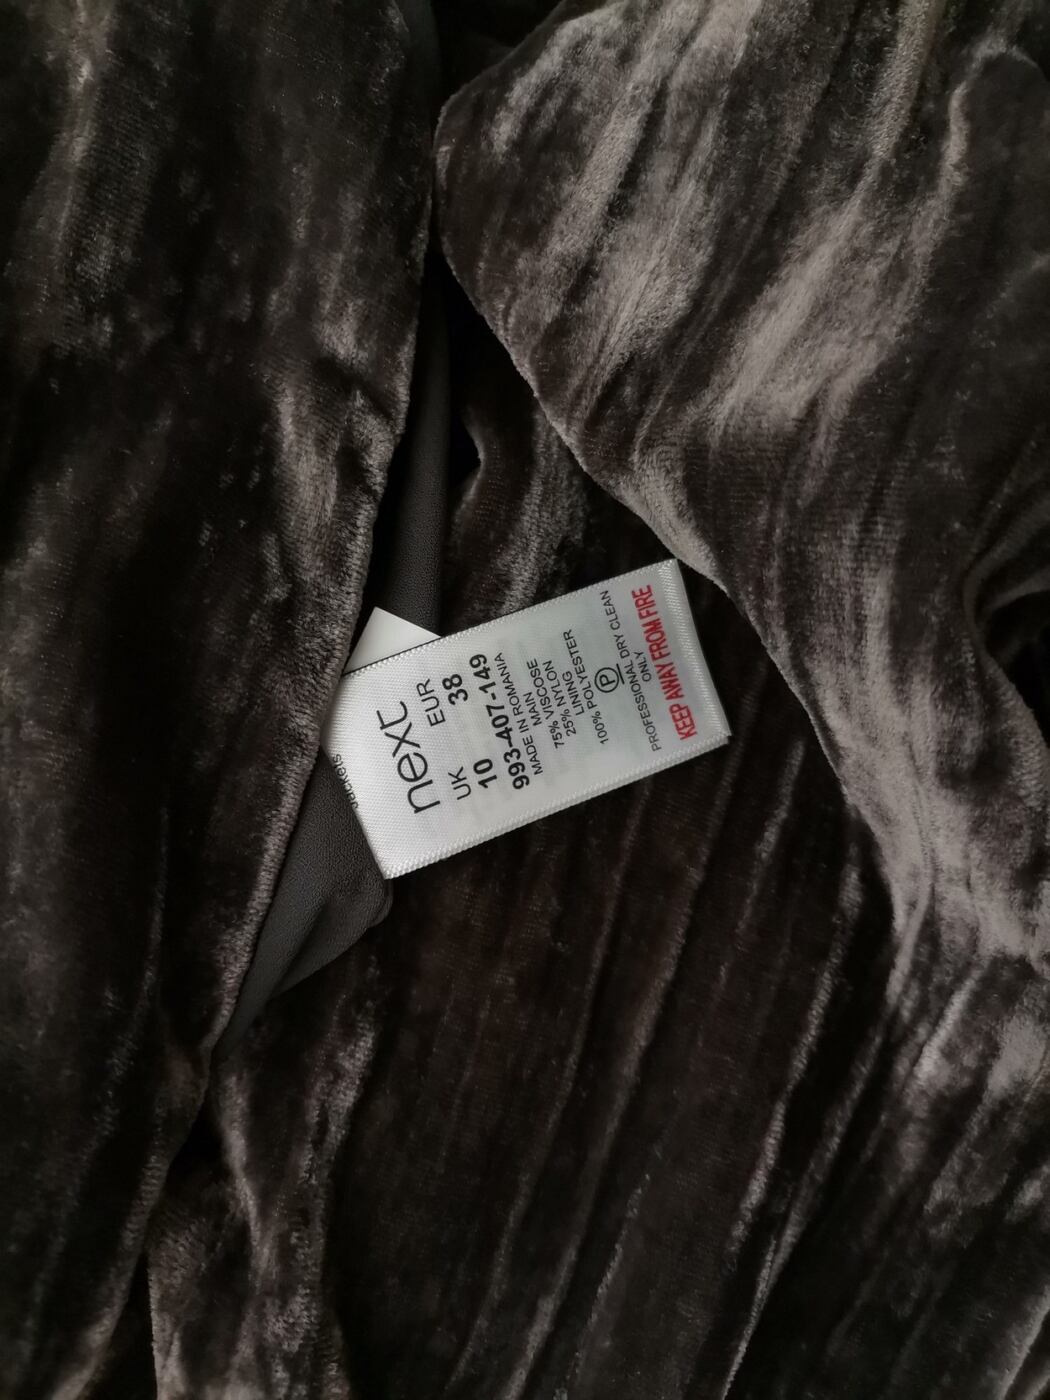 next
UK EUR
10 38
993-407-149
MADE IN ROMANIA
MAIN
75% VISCOSE
25% NYLON
LINING
100% POLYESTER
P
PROFESSIONAL DRY CLEAN
ONLY
KEEP AWAY FROM FIRE